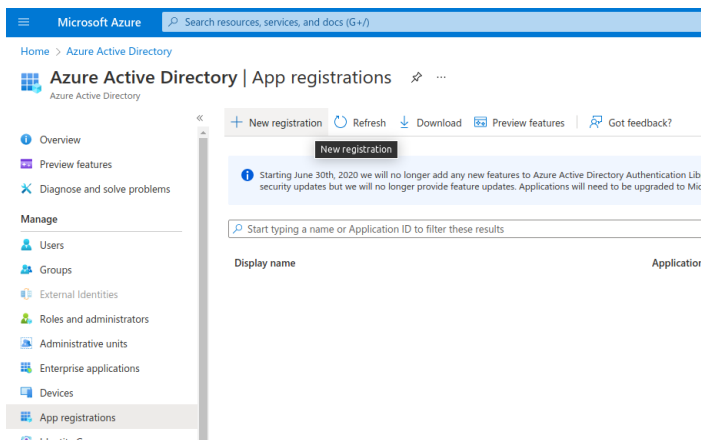 Microsoft Azure
Search resources, services, and docs (G+/)
Home > Azure Active Directory
Azure Active Directory | App registrations
Azure Active Directory
Overview
Preview features
Diagnose and solve problems
Manage
Users
Groups
External Identities
Roles and administrators
Administrative units
Enterprise applications
Devices
App registrations
New registration Refresh Download Preview features Got feedback?
New registration
Starting June 30th, 2020 we will no longer add any new features to Azure Active Directory Authentication Lib
security updates but we will no longer provide feature updates. Applications will need to be upgraded to Mic
Start typing a name or Application ID to filter these results
Display name Application